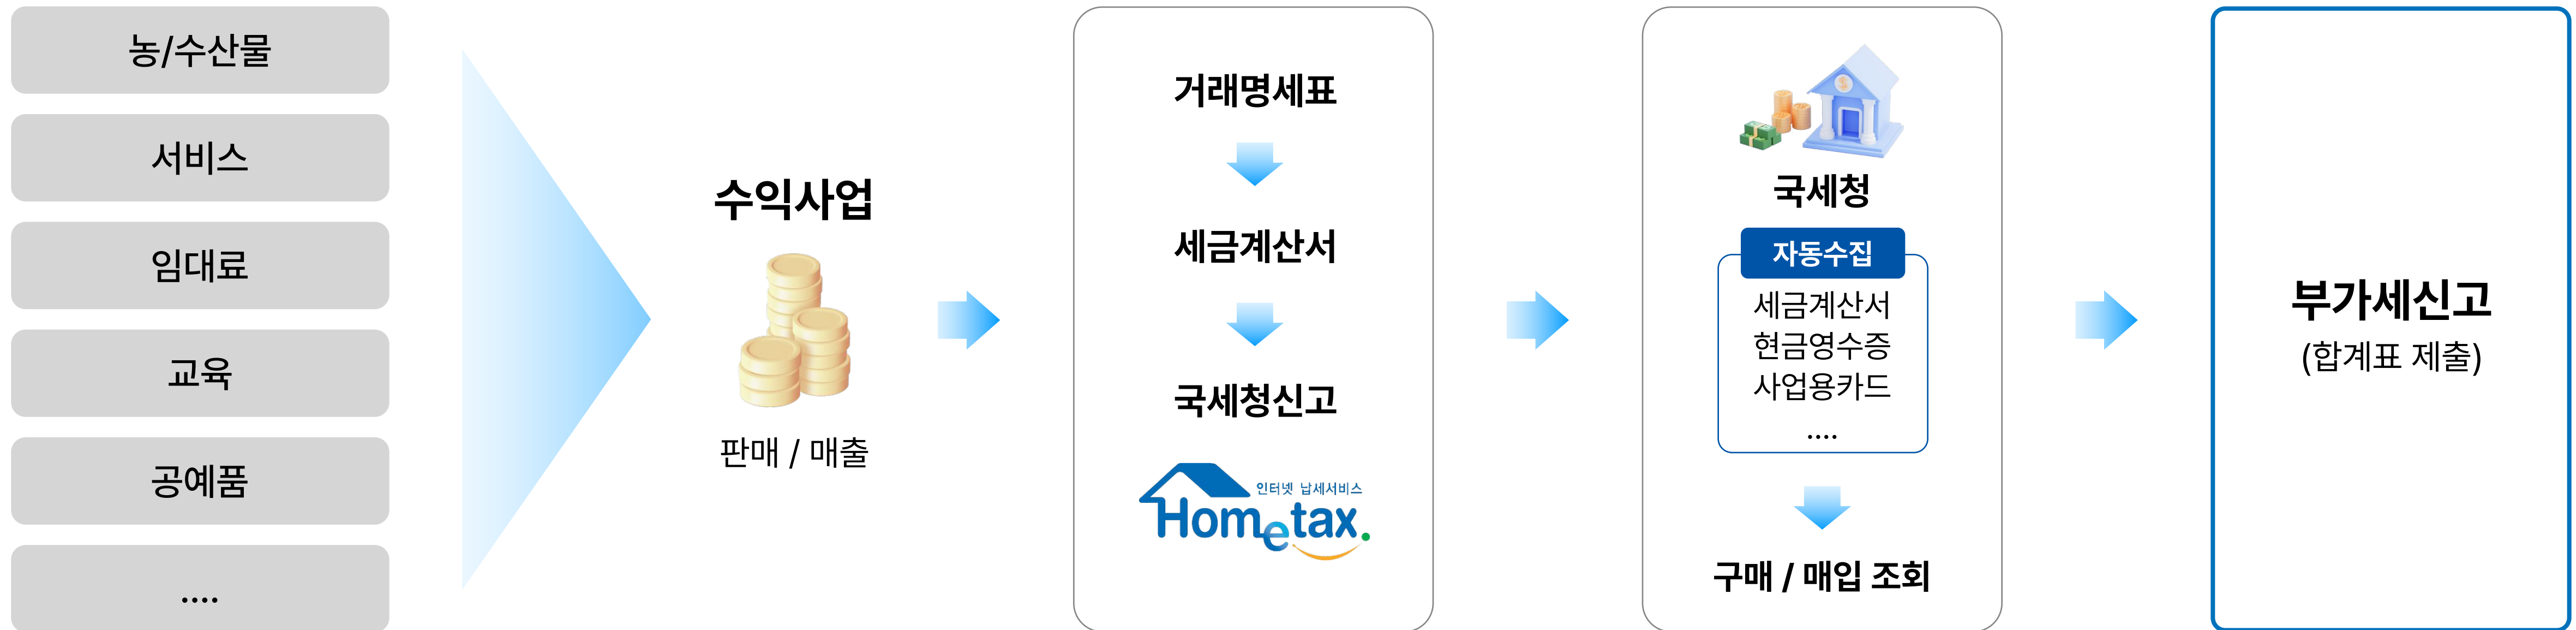 농/수산물
서비스
임대료
교육
공예품
....
수익사업
판매 / 매출
거래명세표
세금계산서
국세청신고
인터넷 납세서비스
Hometax.
국세청
자동수집
세금계산서
현금영수증
사업용카드
....
구매 / 매입 조회
부가세신고
(합계표 제출)